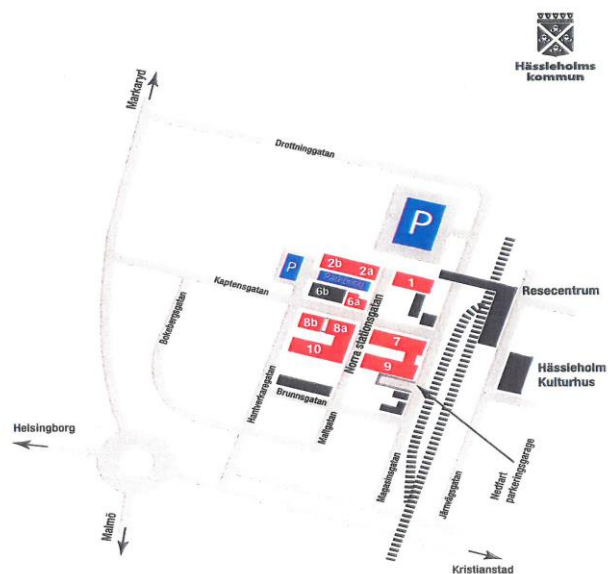 Hässleholms
kommun
Markaryd
Drottninggatan
P
P
2b
2a
Parkering
6b
6a
1
Kaptensgatan
Resecentrum
Bokebergsgatan
8b
8a
10
Norra stationsgatan
7
9
Hässleholm
Kulturhus
Hantverkaregatan
Brunnsgatan
Maltgatan
Magasinsgatan
Järnvägsgatan
Nedfart
parkeringsgarage
Helsingborg
Malmö
Kristianstad